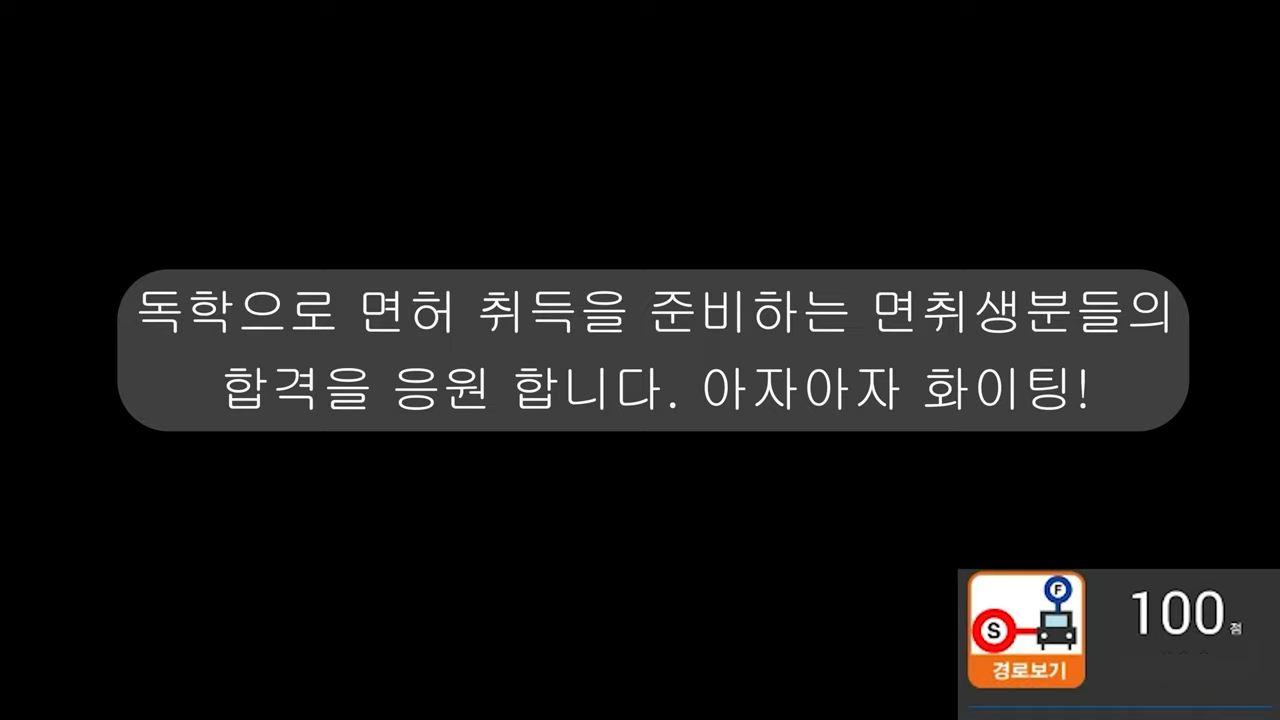 독학으로 면허 취득을 준비하는 면취생분들의
합격을 응원 합니다. 아자아자 화이팅!
F
S
경로보기
100점